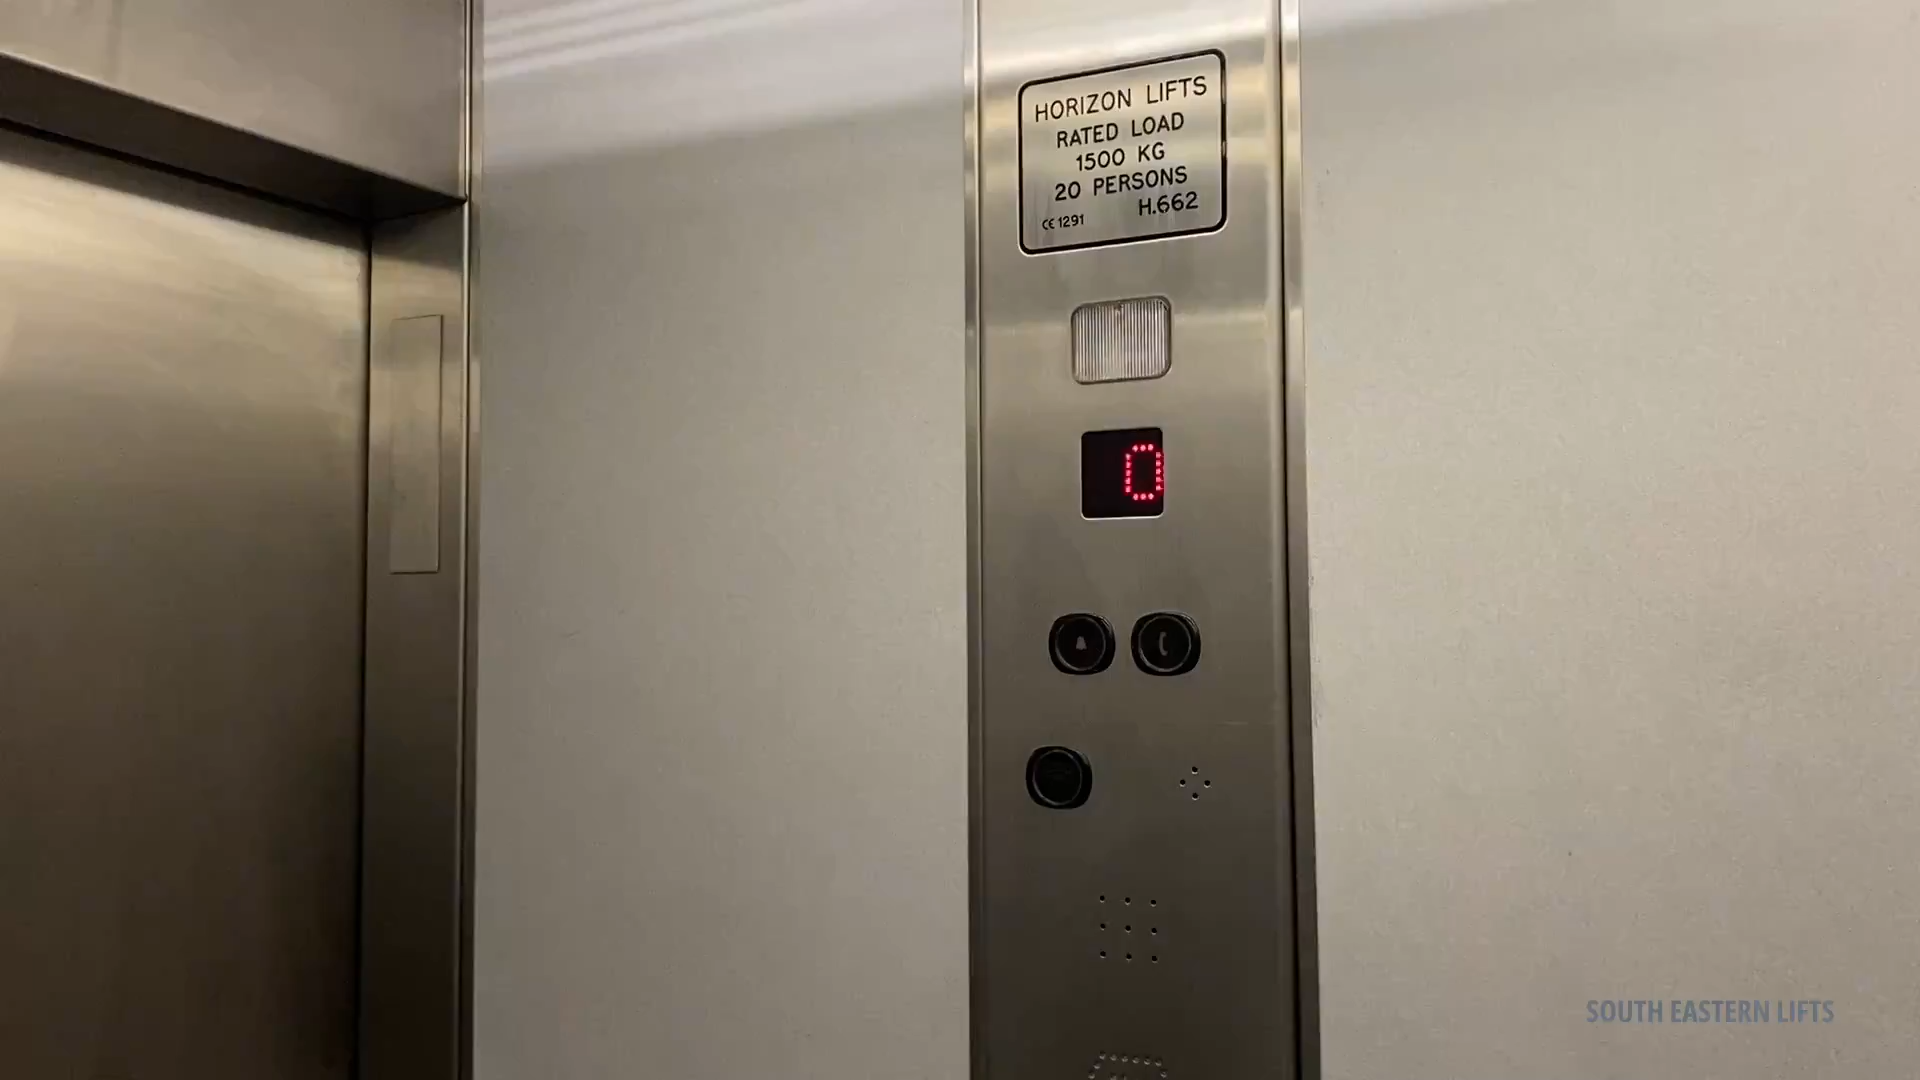 HORIZON LIFTS
RATED LOAD
1500 KG
20 PERSONS
CE 1291 H.662
0
SOUTH EASTERN LIFTS